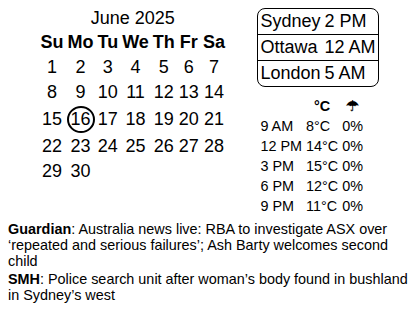 June 2025
Su Mo Tu We Th Fr Sa
1 2 3 4 5 6 7
8 9 10 11 12 13 14
15 16 17 18 19 20 21
22 23 24 25 26 27 28
29 30
Sydney 2 PM
Ottawa 12 AM
London 5 AM
°C ☂
9 AM 8°C 0%
12 PM 14°C 0%
3 PM 15°C 0%
6 PM 12°C 0%
9 PM 11°C 0%
Guardian: Australia news live: RBA to investigate ASX over
‘repeated and serious failures’; Ash Barty welcomes second
child
SMH: Police search unit after woman’s body found in bushland
in Sydney’s west